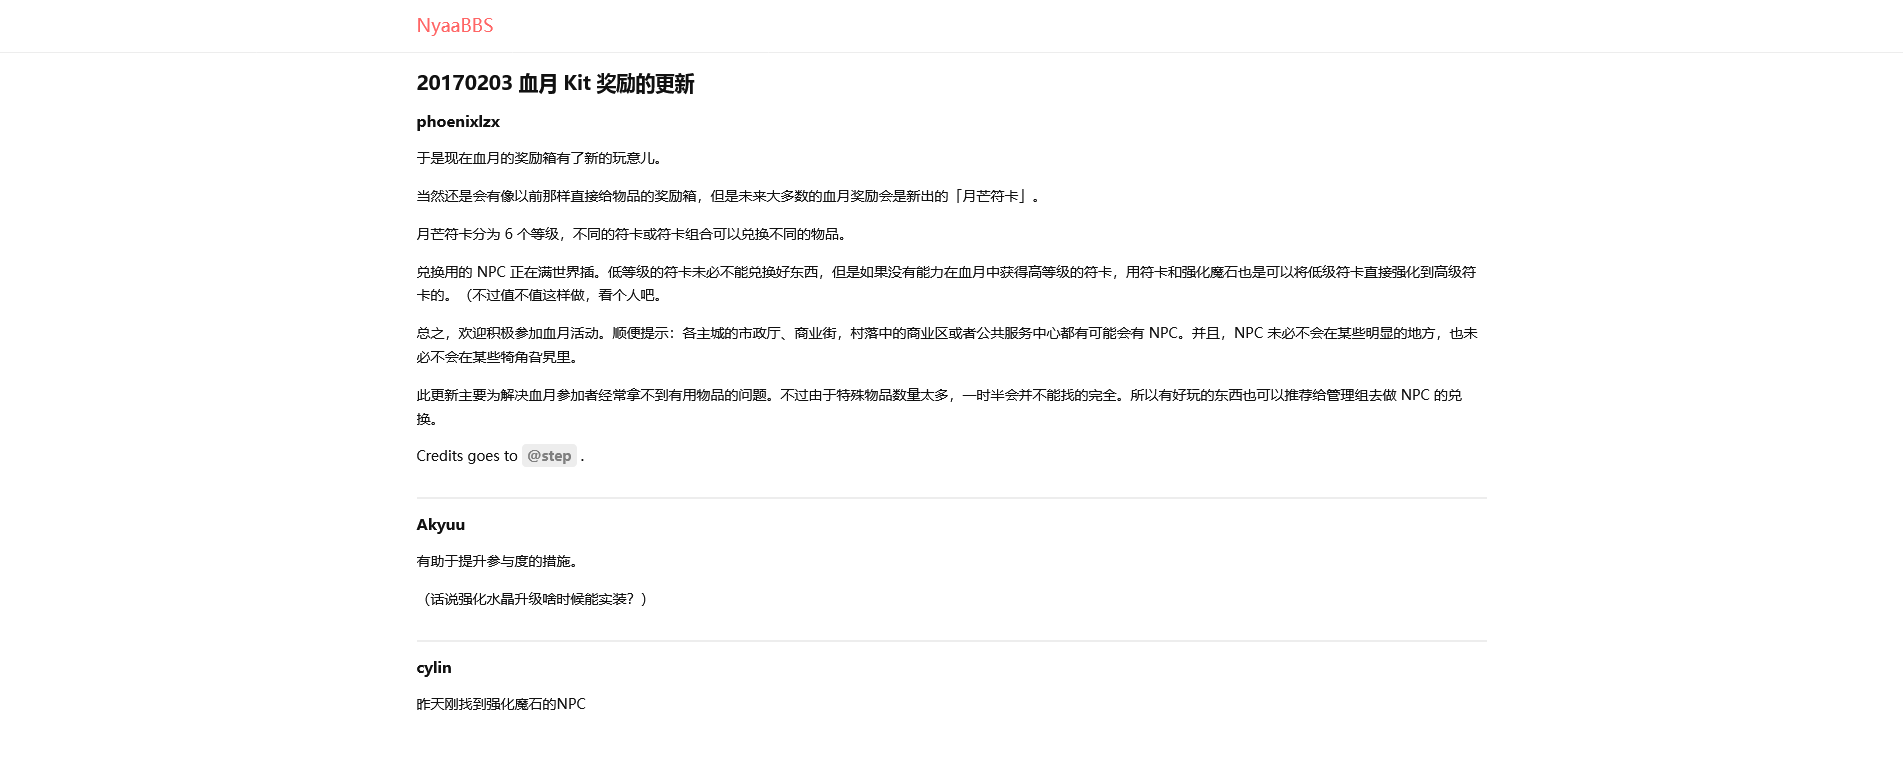 NyaaBBS
20170203 血月 Kit 奖励的更新
phoenixlzx
于是现在血月的奖励箱有了新的玩意儿。
当然还是会有像以前那样直接给物品的奖励箱，但是未来大多数的血月奖励会是新出的「月芒符卡」。
月芒符卡分为 6 个等级，不同的符卡或符卡组合可以兑换不同的物品。
兑换用的 NPC 正在满世界插。低等级的符卡未必不能兑换好东西，但是如果没有能力在血月中获得高等级的符卡，用符卡和强化魔石也是可以将低级符卡直接强化到高级符
卡的。（不过值不值这样做，看个人吧。
总之，欢迎积极参加血月活动。顺便提示：各主城的市政厅、商业街，村落中的商业区或者公共服务中心都有可能会有 NPC。并且，NPC 未必不会在某些明显的地方，也未
必不会在某些犄角旮旯里。
此更新主要为解决血月参加者经常拿不到有用物品的问题。不过由于特殊物品数量太多，一时半会并不能找的完全。所以有好玩的东西也可以推荐给管理组去做 NPC 的兑
换。
Credits goes to @step .
Akyuu
有助于提升参与度的措施。
（话说强化水晶升级啥时候能实装？）
cylin
昨天刚找到强化魔石的NPC